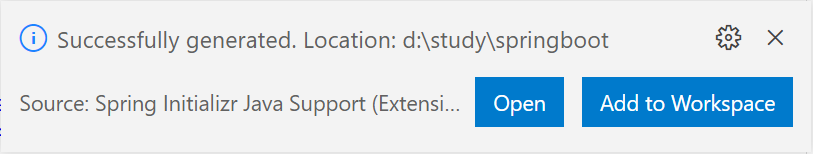 Successfully generated. Location: d:\study\springboot
Source: Spring Initializr Java Support (Extensi...
Open
Add to Workspace